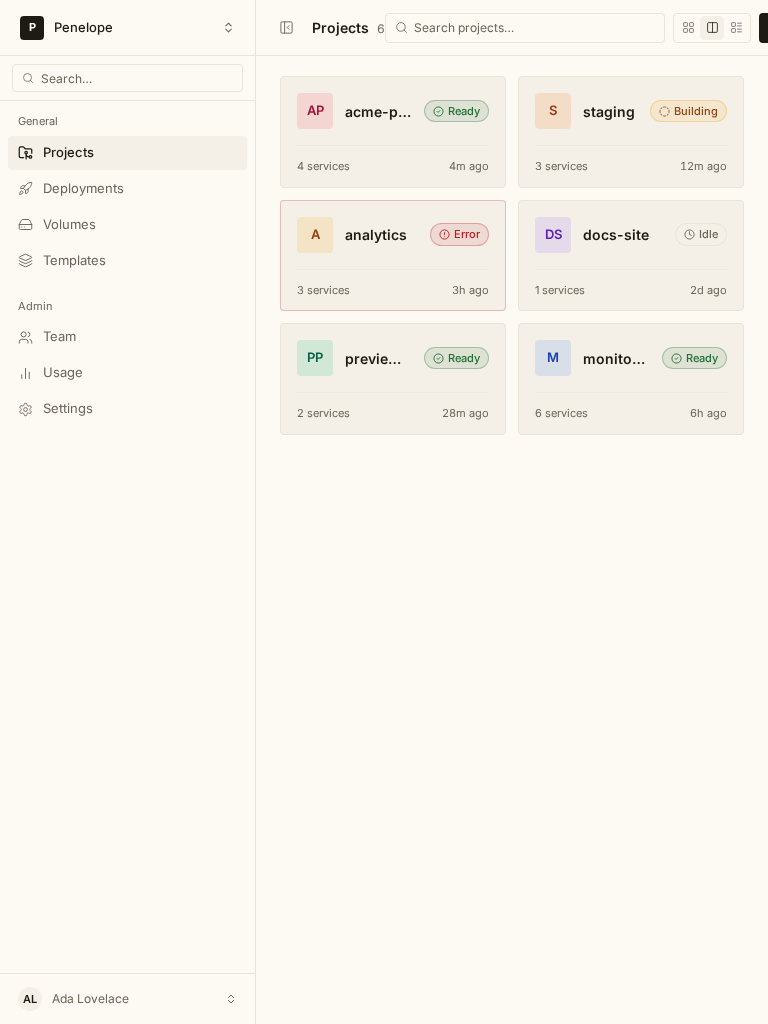 P Penelope
Search...
General
Projects
Deployments
Volumes
Templates
Admin
Team
Usage
Settings
AL Ada Lovelace
Projects 6
Search projects...
AP acme-p... Ready
4 services 4m ago
S staging Building
3 services 12m ago
A analytics Error
3 services 3h ago
DS docs-site Idle
1 services 2d ago
PP previe... Ready
2 services 28m ago
M monito... Ready
6 services 6h ago